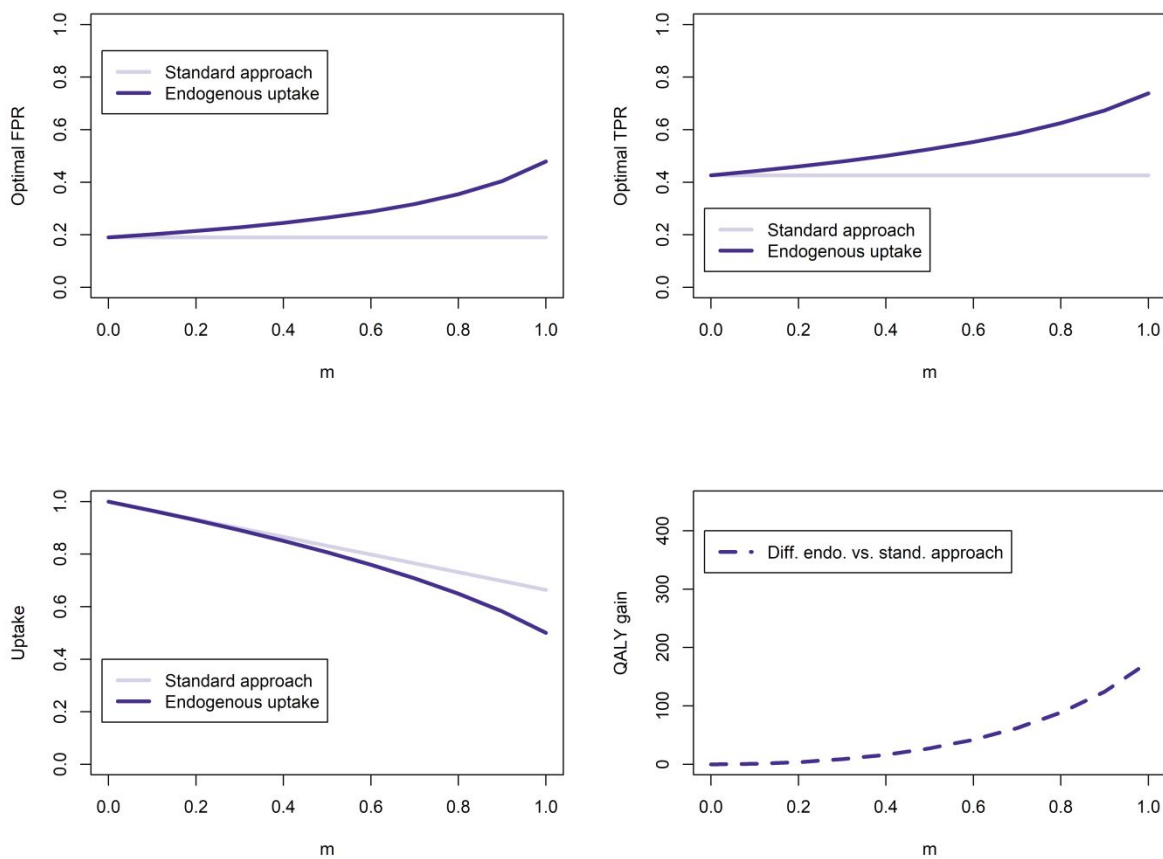 Optimal FPR
1.0
0.8
0.6
0.4
0.2
0.0
Standard approach
Endogenous uptake
0.0 0.2 0.4 0.6 0.8 1.0
m
Optimal TPR
1.0
0.8
0.6
0.4
0.2
0.0
Standard approach
Endogenous uptake
0.0 0.2 0.4 0.6 0.8 1.0
m
Uptake
1.0
0.8
0.6
0.4
0.2
0.0
Standard approach
Endogenous uptake
0.0 0.2 0.4 0.6 0.8 1.0
m
QALY gain
400
300
200
100
0
Diff. endo. vs. stand. approach
0.0 0.2 0.4 0.6 0.8 1.0
m